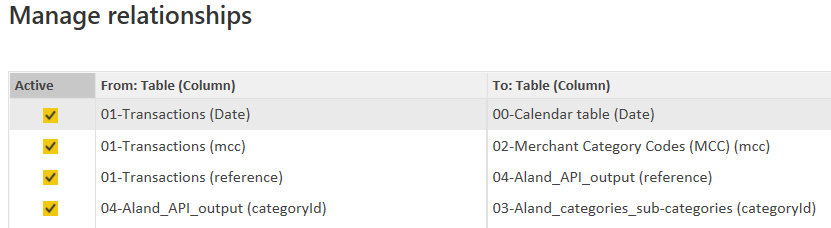 Manage relationships
Active From: Table (Column) To: Table (Column)
01-Transactions (Date) 00-Calendar table (Date)
01-Transactions (mcc) 02-Merchant Category Codes (MCC) (mcc)
01-Transactions (reference) 04-Aland_API_output (reference)
04-Aland_API_output (categoryId) 03-Aland_categories_sub-categories (categoryId)